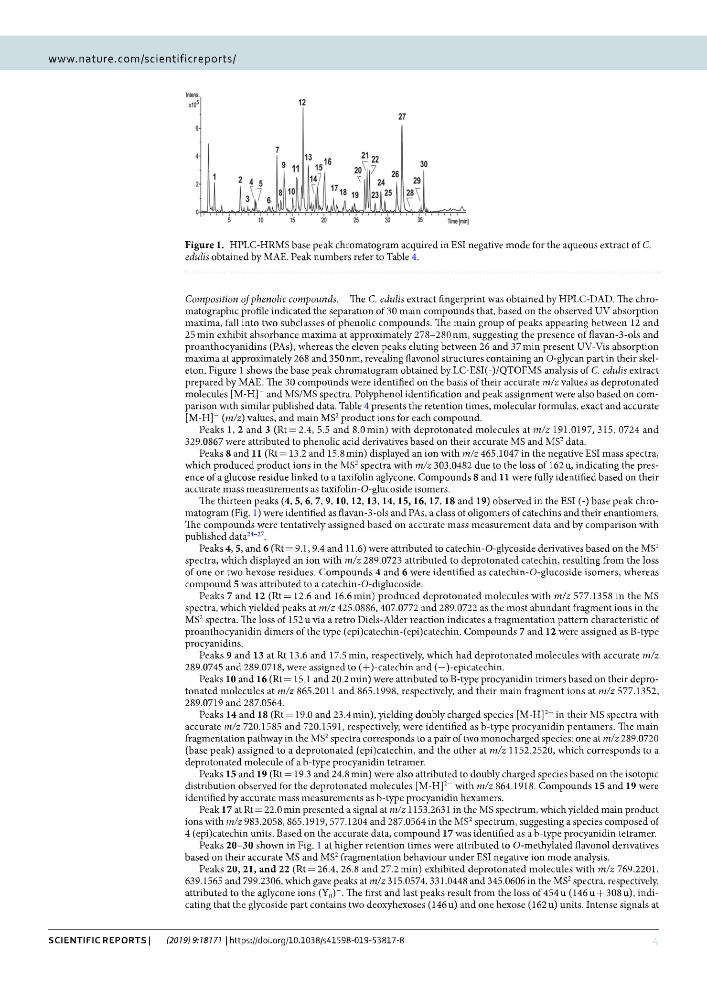 www.nature.com/scientificreports/
Intens.
x10⁵
6
4
2
0
1
2
3
4
5
6
7
8
9
10
11
12
13
14
15
16
17
18
19
20
21
22
23
24
25
26
27
28
29
30
5
10
15
20
25
30
35
Time [min]
Figure 1. HPLC-HRMS base peak chromatogram acquired in ESI negative mode for the aqueous extract of C.
edulis obtained by MAE. Peak numbers refer to Table 4.
Composition of phenolic compounds. The C. edulis extract fingerprint was obtained by HPLC-DAD. The chro-
matographic profile indicated the separation of 30 main compounds that, based on the observed UV absorption
maxima, fall into two subclasses of phenolic compounds. The main group of peaks appearing between 12 and
25 min exhibit absorbance maxima at approximately 278–280 nm, suggesting the presence of flavan-3-ols and
proanthocyanidins (PAs), whereas the eleven peaks eluting between 26 and 37 min present UV-Vis absorption
maxima at approximately 268 and 350 nm, revealing flavonol structures containing an O-glycan part in their skel-
eton. Figure 1 shows the base peak chromatogram obtained by LC-ESI(-)/QTOFMS analysis of C. edulis extract
prepared by MAE. The 30 compounds were identified on the basis of their accurate m/z values as deprotonated
molecules [M-H]⁻ and MS/MS spectra. Polyphenol identification and peak assignment were also based on com-
parison with similar published data. Table 4 presents the retention times, molecular formulas, exact and accurate
[M-H]⁻ (m/z) values, and main MS² product ions for each compound.
Peaks 1, 2 and 3 (Rt = 2.4, 5.5 and 8.0 min) with deprotonated molecules at m/z 191.0197, 315. 0724 and
329.0867 were attributed to phenolic acid derivatives based on their accurate MS and MS² data.
Peaks 8 and 11 (Rt = 13.2 and 15.8 min) displayed an ion with m/z 465.1047 in the negative ESI mass spectra,
which produced product ions in the MS² spectra with m/z 303.0482 due to the loss of 162 u, indicating the pres-
ence of a glucose residue linked to a taxifolin aglycone. Compounds 8 and 11 were fully identified based on their
accurate mass measurements as taxifolin-O-glucoside isomers.
The thirteen peaks (4, 5, 6, 7, 9, 10, 12, 13, 14, 15, 16, 17, 18 and 19) observed in the ESI (-) base peak chro-
matogram (Fig. 1) were identified as flavan-3-ols and PAs, a class of oligomers of catechins and their enantiomers.
The compounds were tentatively assigned based on accurate mass measurement data and by comparison with
published data²⁴⁻²⁷.
Peaks 4, 5, and 6 (Rt = 9.1, 9.4 and 11.6) were attributed to catechin-O-glycoside derivatives based on the MS²
spectra, which displayed an ion with m/z 289.0723 attributed to deprotonated catechin, resulting from the loss
of one or two hexose residues. Compounds 4 and 6 were identified as catechin-O-glucoside isomers, whereas
compound 5 was attributed to a catechin-O-diglucoside.
Peaks 7 and 12 (Rt = 12.6 and 16.6 min) produced deprotonated molecules with m/z 577.1358 in the MS
spectra, which yielded peaks at m/z 425.0886, 407.0772 and 289.0722 as the most abundant fragment ions in the
MS² spectra. The loss of 152 u via a retro Diels-Alder reaction indicates a fragmentation pattern characteristic of
proanthocyanidin dimers of the type (epi)catechin-(epi)catechin. Compounds 7 and 12 were assigned as B-type
procyanidins.
Peaks 9 and 13 at Rt 13.6 and 17.5 min, respectively, which had deprotonated molecules with accurate m/z
289.0745 and 289.0718, were assigned to (+)-catechin and (−)-epicatechin.
Peaks 10 and 16 (Rt = 15.1 and 20.2 min) were attributed to B-type procyanidin trimers based on their depro-
tonated molecules at m/z 865.2011 and 865.1998, respectively, and their main fragment ions at m/z 577.1352,
289.0719 and 287.0564.
Peaks 14 and 18 (Rt = 19.0 and 23.4 min), yielding doubly charged species [M-H]²⁻ in their MS spectra with
accurate m/z 720.1585 and 720.1591, respectively, were identified as b-type procyanidin pentamers. The main
fragmentation pathway in the MS² spectra corresponds to a pair of two monocharged species: one at m/z 289.0720
(base peak) assigned to a deprotonated (epi)catechin, and the other at m/z 1152.2520, which corresponds to a
deprotonated molecule of a b-type procyanidin tetramer.
Peaks 15 and 19 (Rt = 19.3 and 24.8 min) were also attributed to doubly charged species based on the isotopic
distribution observed for the deprotonated molecules [M-H]²⁻ with m/z 864.1918. Compounds 15 and 19 were
identified by accurate mass measurements as b-type procyanidin hexamers.
Peak 17 at Rt = 22.0 min presented a signal at m/z 1153.2631 in the MS spectrum, which yielded main product
ions with m/z 983.2058, 865.1919, 577.1204 and 287.0564 in the MS² spectrum, suggesting a species composed of
4 (epi)catechin units. Based on the accurate data, compound 17 was identified as a b-type procyanidin tetramer.
Peaks 20–30 shown in Fig. 1 at higher retention times were attributed to O-methylated flavonol derivatives
based on their accurate MS and MS² fragmentation behaviour under ESI negative ion mode analysis.
Peaks 20, 21, and 22 (Rt = 26.4, 26.8 and 27.2 min) exhibited deprotonated molecules with m/z 769.2201,
639.1565 and 799.2306, which gave peaks at m/z 315.0574, 331.0448 and 345.0606 in the MS² spectra, respectively,
attributed to the aglycone ions (Y₀)⁻. The first and last peaks result from the loss of 454 u (146 u + 308 u), indi-
cating that the glycoside part contains two deoxyhexoses (146 u) and one hexose (162 u) units. Intense signals at
SCIENTIFIC REPORTS | (2019) 9:18171 | https://doi.org/10.1038/s41598-019-53817-8
4